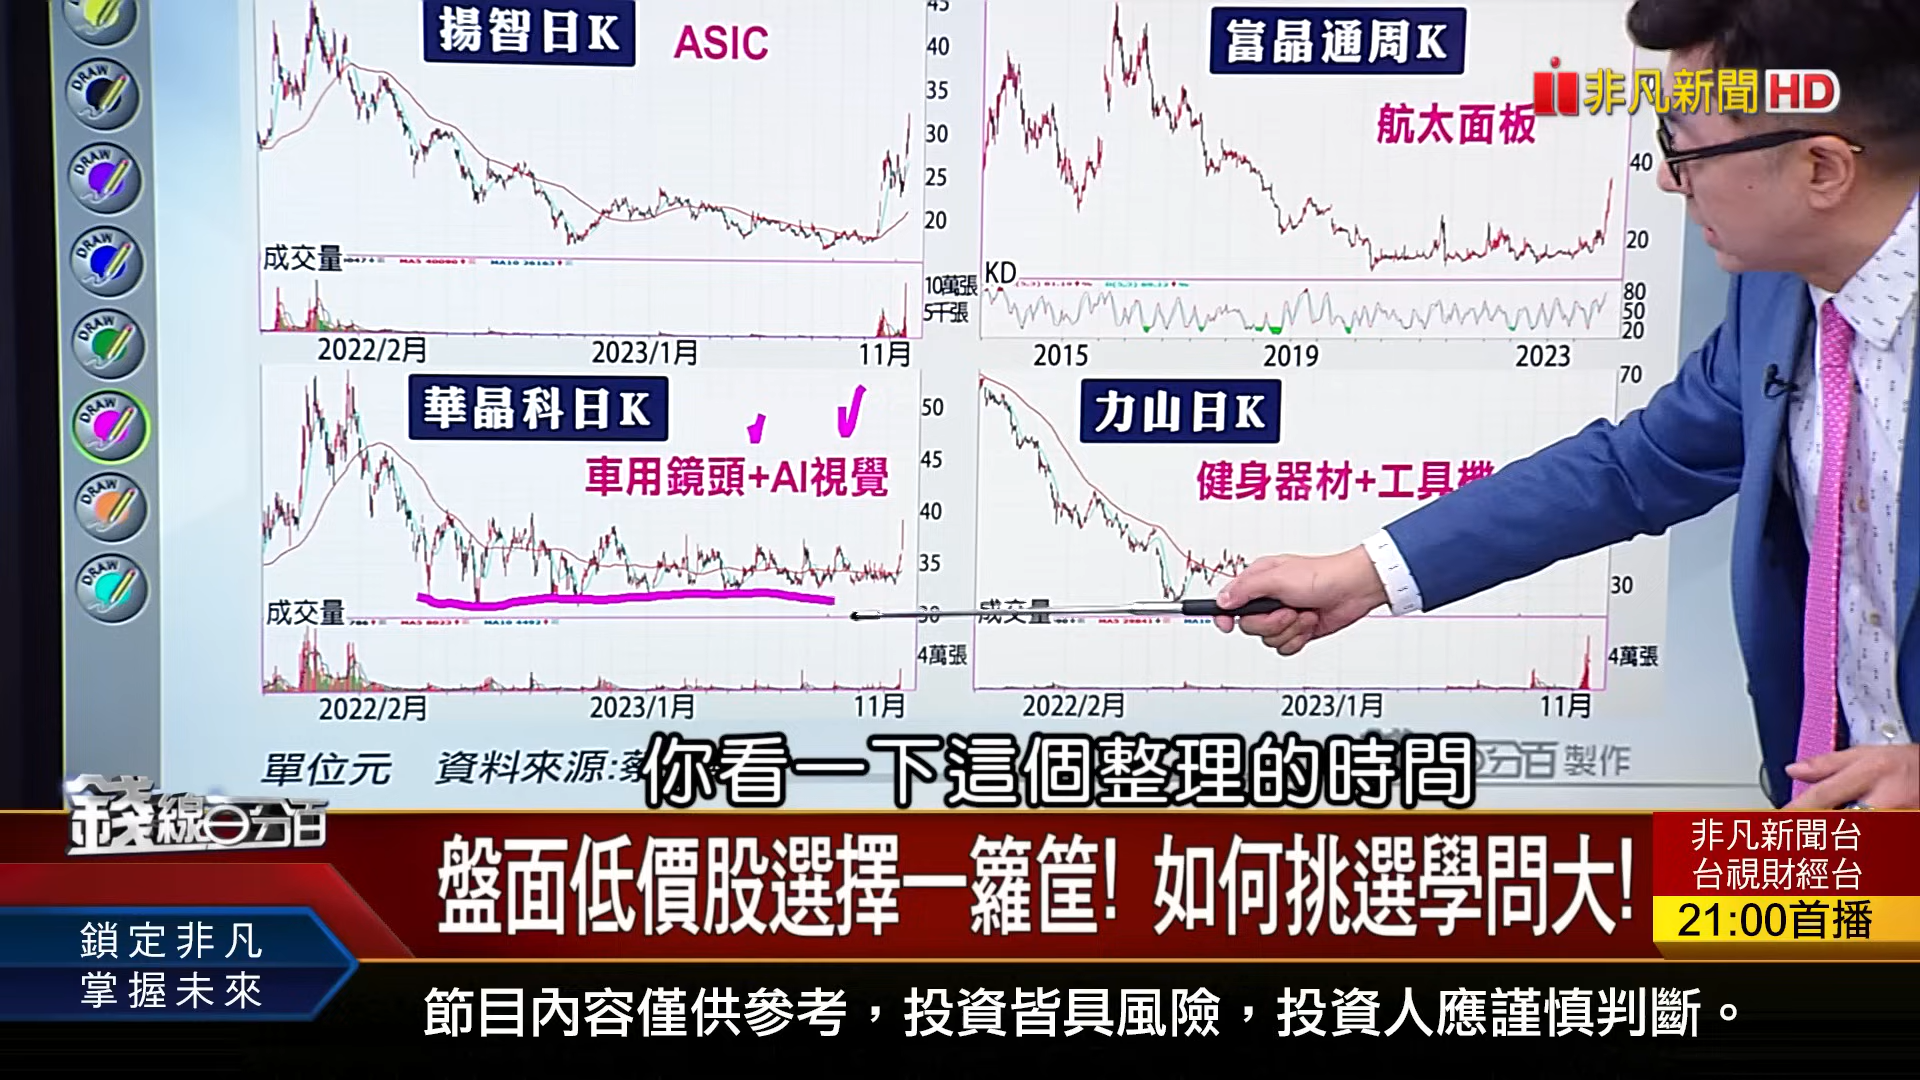 揚智日K
ASIC
45
40
35
30
25
20
成交量
10萬張
5千張
2022/2月
2023/1月
11月
富晶通周K
航太面板
40
20
KD
80
50
20
2015
2019
2023
非凡新聞HD
華晶科日K
車用鏡頭+AI視覺
50
45
40
35
30
成交量
4萬張
2022/2月
2023/1月
11月
力山日K
健身器材+工具機
70
30
成交量
4萬張
2022/2月
2023/1月
11月
DRAW
DRAW
DRAW
DRAW
DRAW
DRAW
DRAW
單位元
資料來源:
製作
你看一下這個整理的時間
錢線百分百
盤面低價股選擇一籮筐! 如何挑選學問大!
非凡新聞台
台視財經台
21:00首播
鎖定非凡
掌握未來
節目內容僅供參考，投資皆具風險，投資人應謹慎判斷。